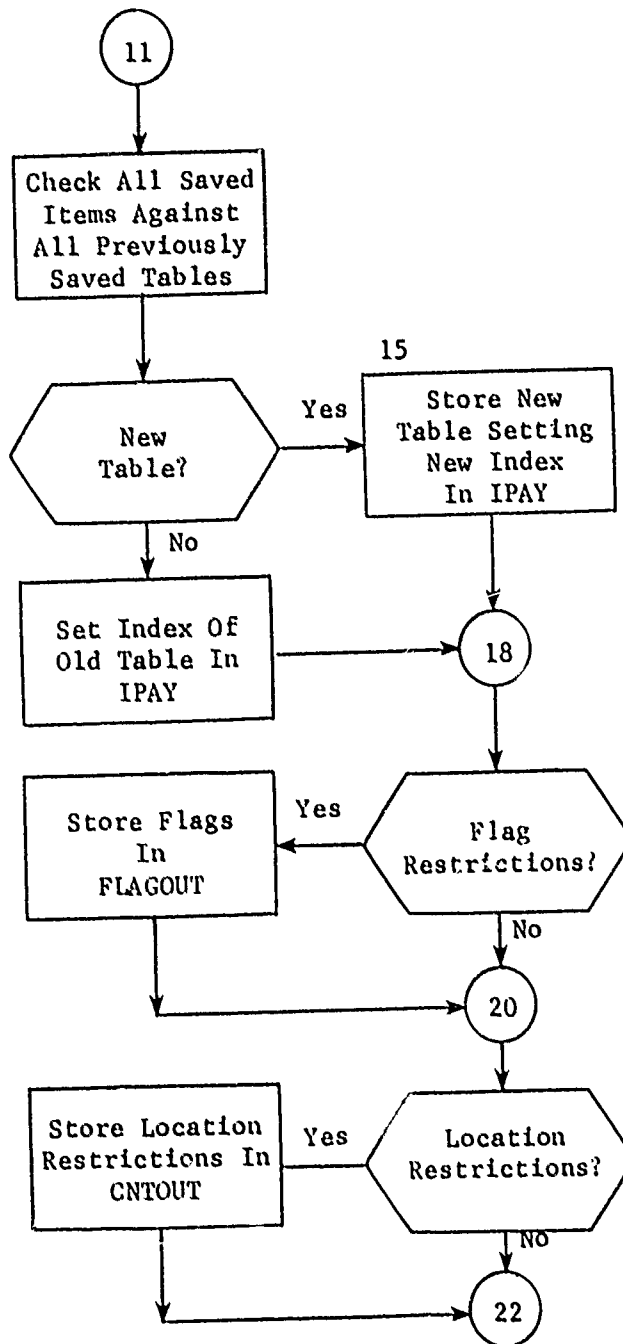 11
Check All Saved
Items Against
All Previously
Saved Tables
New
Table?
Yes
15
Store New
Table Setting
New Index
In IPAY
No
Set Index Of
Old Table In
IPAY
18
Flag
Restrictions?
Yes
Store Flags
In
FLAGOUT
No
20
Location
Restrictions?
Yes
Store Location
Restrictions In
CNTOUT
No
22